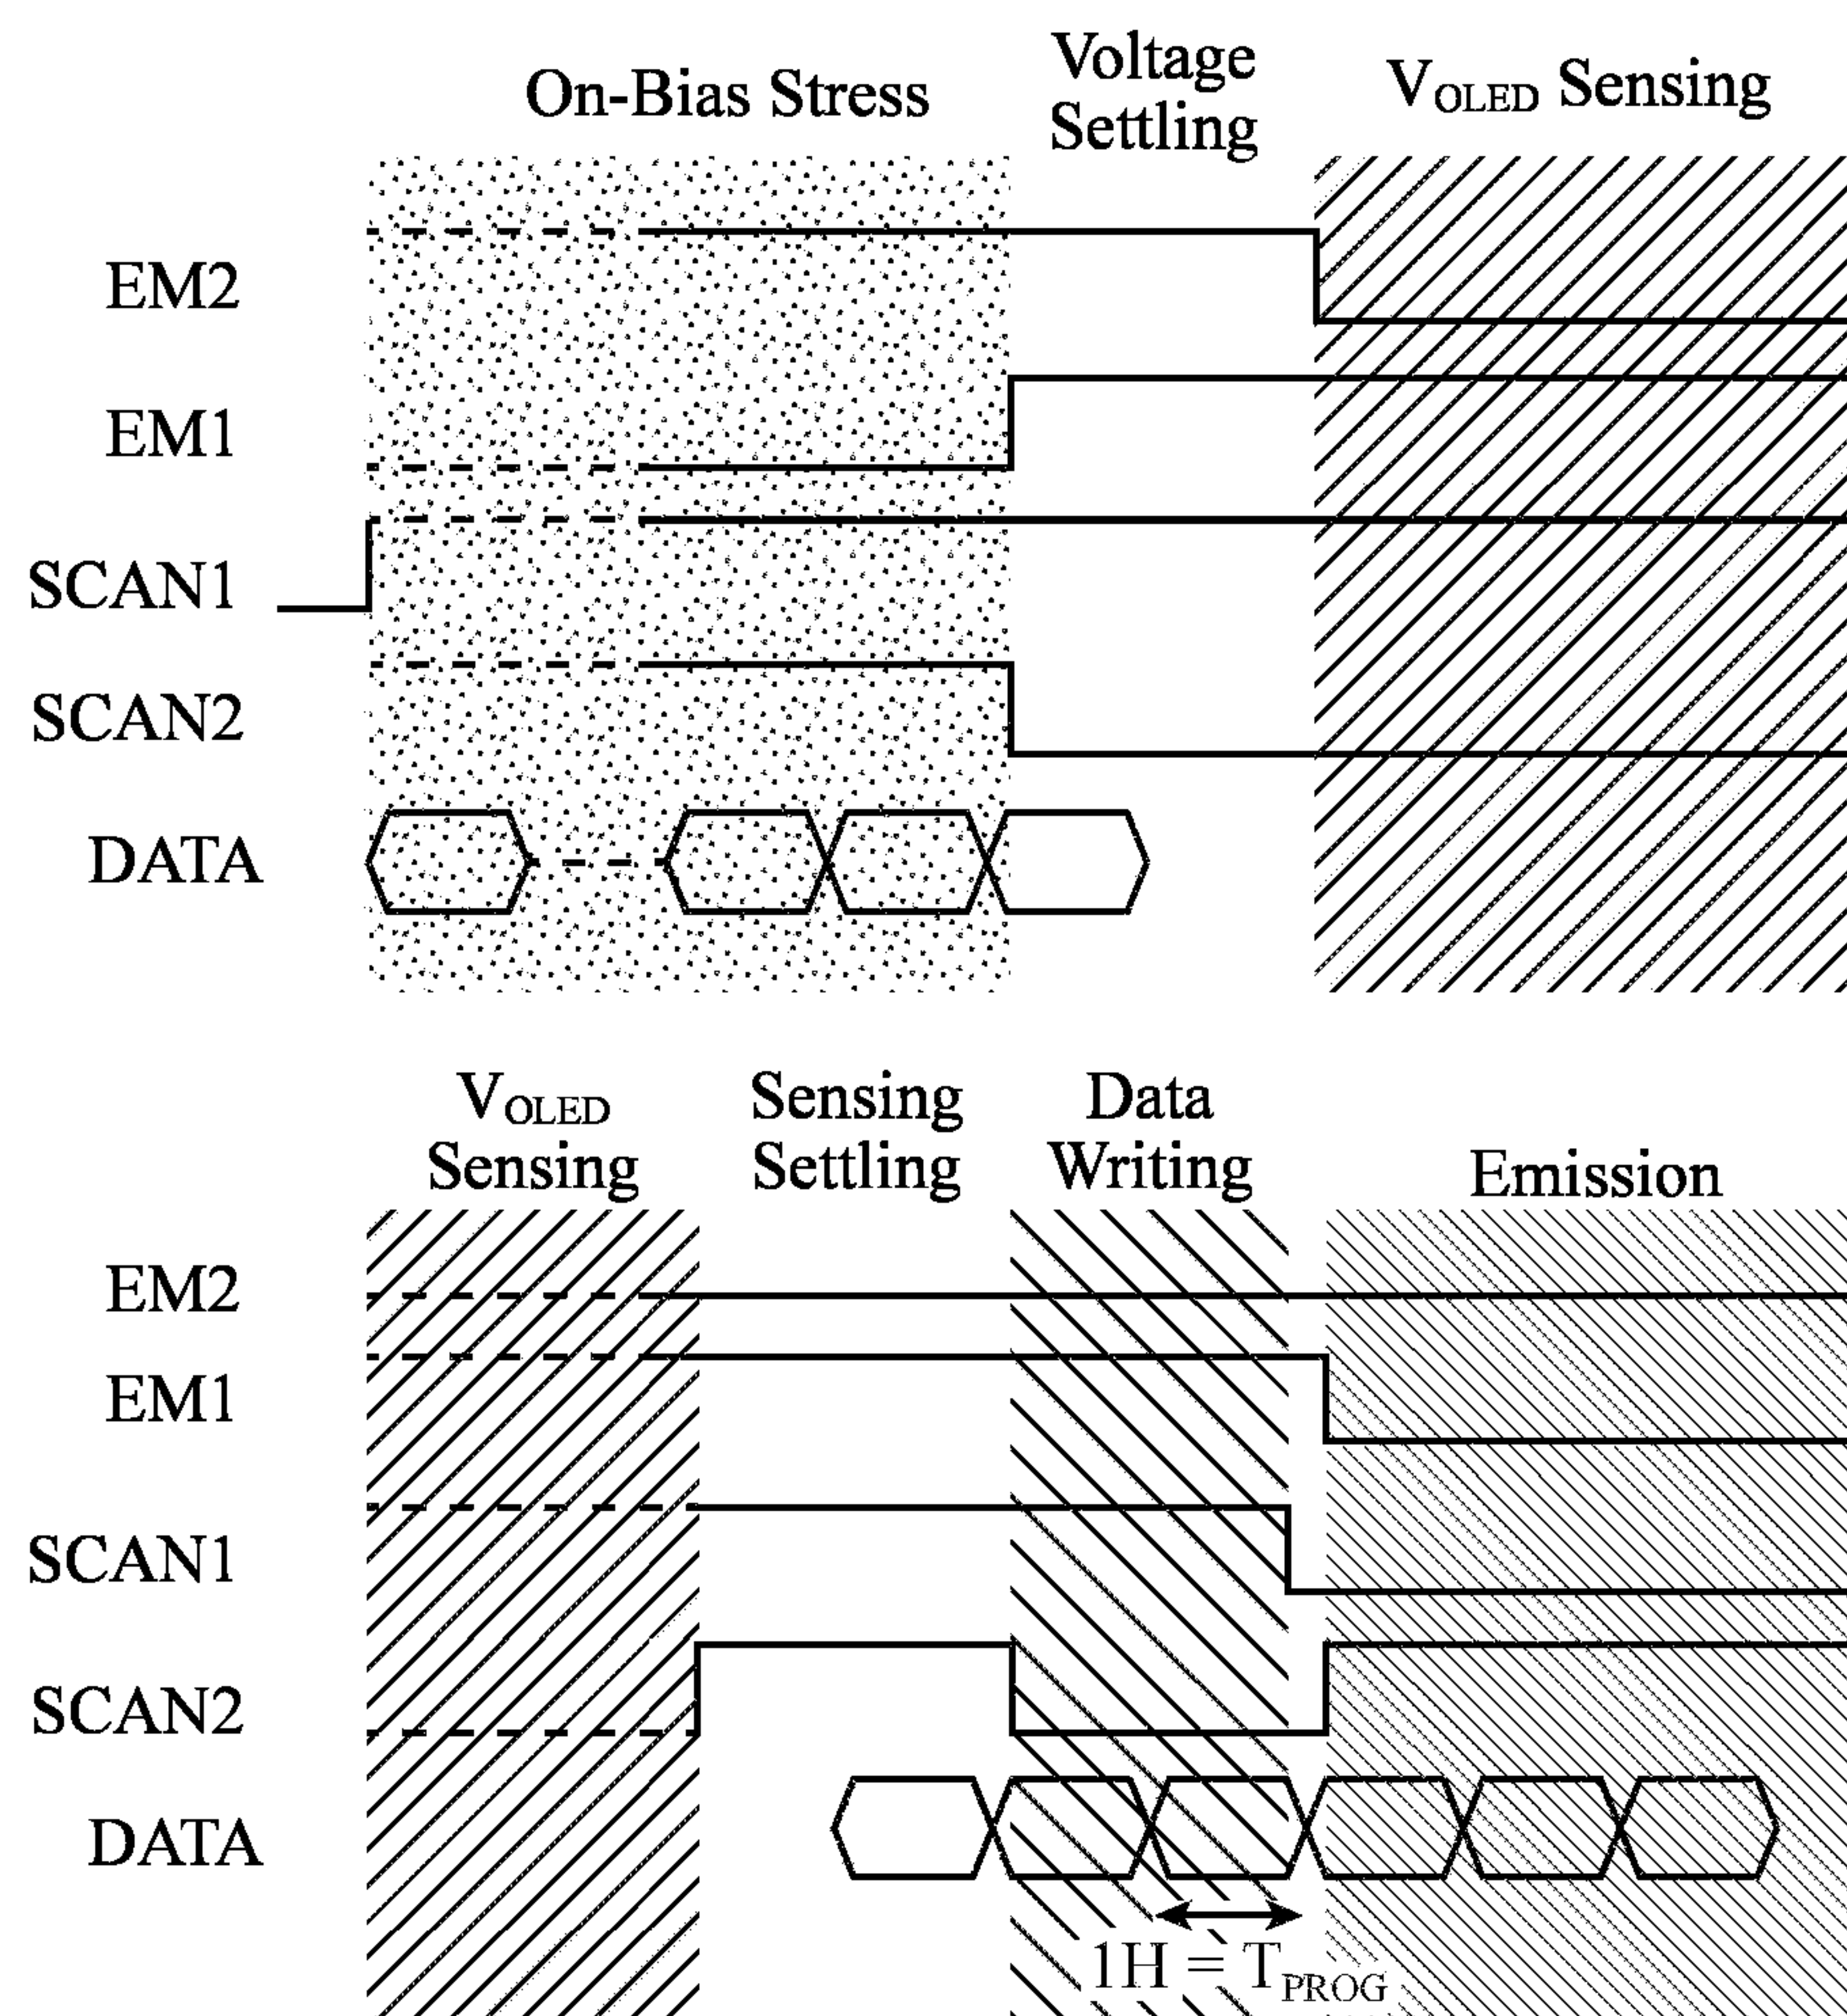 On-Bias Stress
Voltage
Settling
VOLED Sensing
EM2
EM1
SCAN1
SCAN2
DATA
VOLED
Sensing
Sensing
Settling
Data
Writing
Emission
EM2
EM1
SCAN1
SCAN2
DATA
1H = TPROG